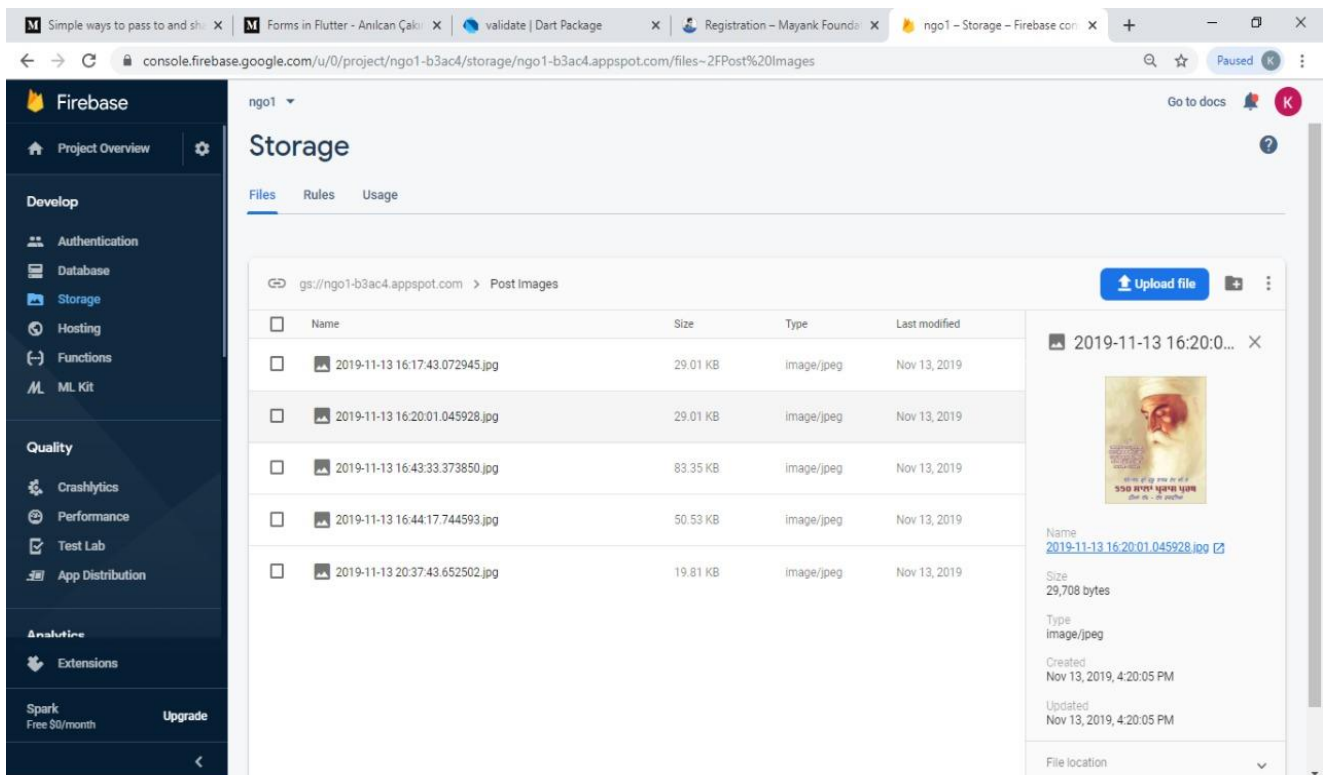 Simple ways to pass to and sh
Forms in Flutter - Anılcan Çakı
validate | Dart Package
Registration – Mayank Founda
ngo1 – Storage – Firebase con
console.firebase.google.com/u/0/project/ngo1-b3ac4/storage/ngo1-b3ac4.appspot.com/files~2FPost%20Images
Paused K
Firebase
ngo1
Go to docs
K
Project Overview
Storage
Develop
Files Rules Usage
Authentication
Database
Storage
Hosting
Functions
ML Kit
gs://ngo1-b3ac4.appspot.com > Post Images
Upload file
Name Size Type Last modified
2019-11-13 16:17:43.072945.jpg 29.01 KB image/jpeg Nov 13, 2019
2019-11-13 16:20:01.045928.jpg 29.01 KB image/jpeg Nov 13, 2019
2019-11-13 16:43:33.373850.jpg 83.35 KB image/jpeg Nov 13, 2019
2019-11-13 16:44:17.744593.jpg 50.53 KB image/jpeg Nov 13, 2019
2019-11-13 20:37:43.652502.jpg 19.81 KB image/jpeg Nov 13, 2019
Quality
Crashlytics
Performance
Test Lab
App Distribution
Analytics
Extensions
Spark
Free $0/month
Upgrade
2019-11-13 16:20:0...
Name
2019-11-13 16:20:01.045928.jpg
Size
29,708 bytes
Type
image/jpeg
Created
Nov 13, 2019, 4:20:05 PM
Updated
Nov 13, 2019, 4:20:05 PM
File location